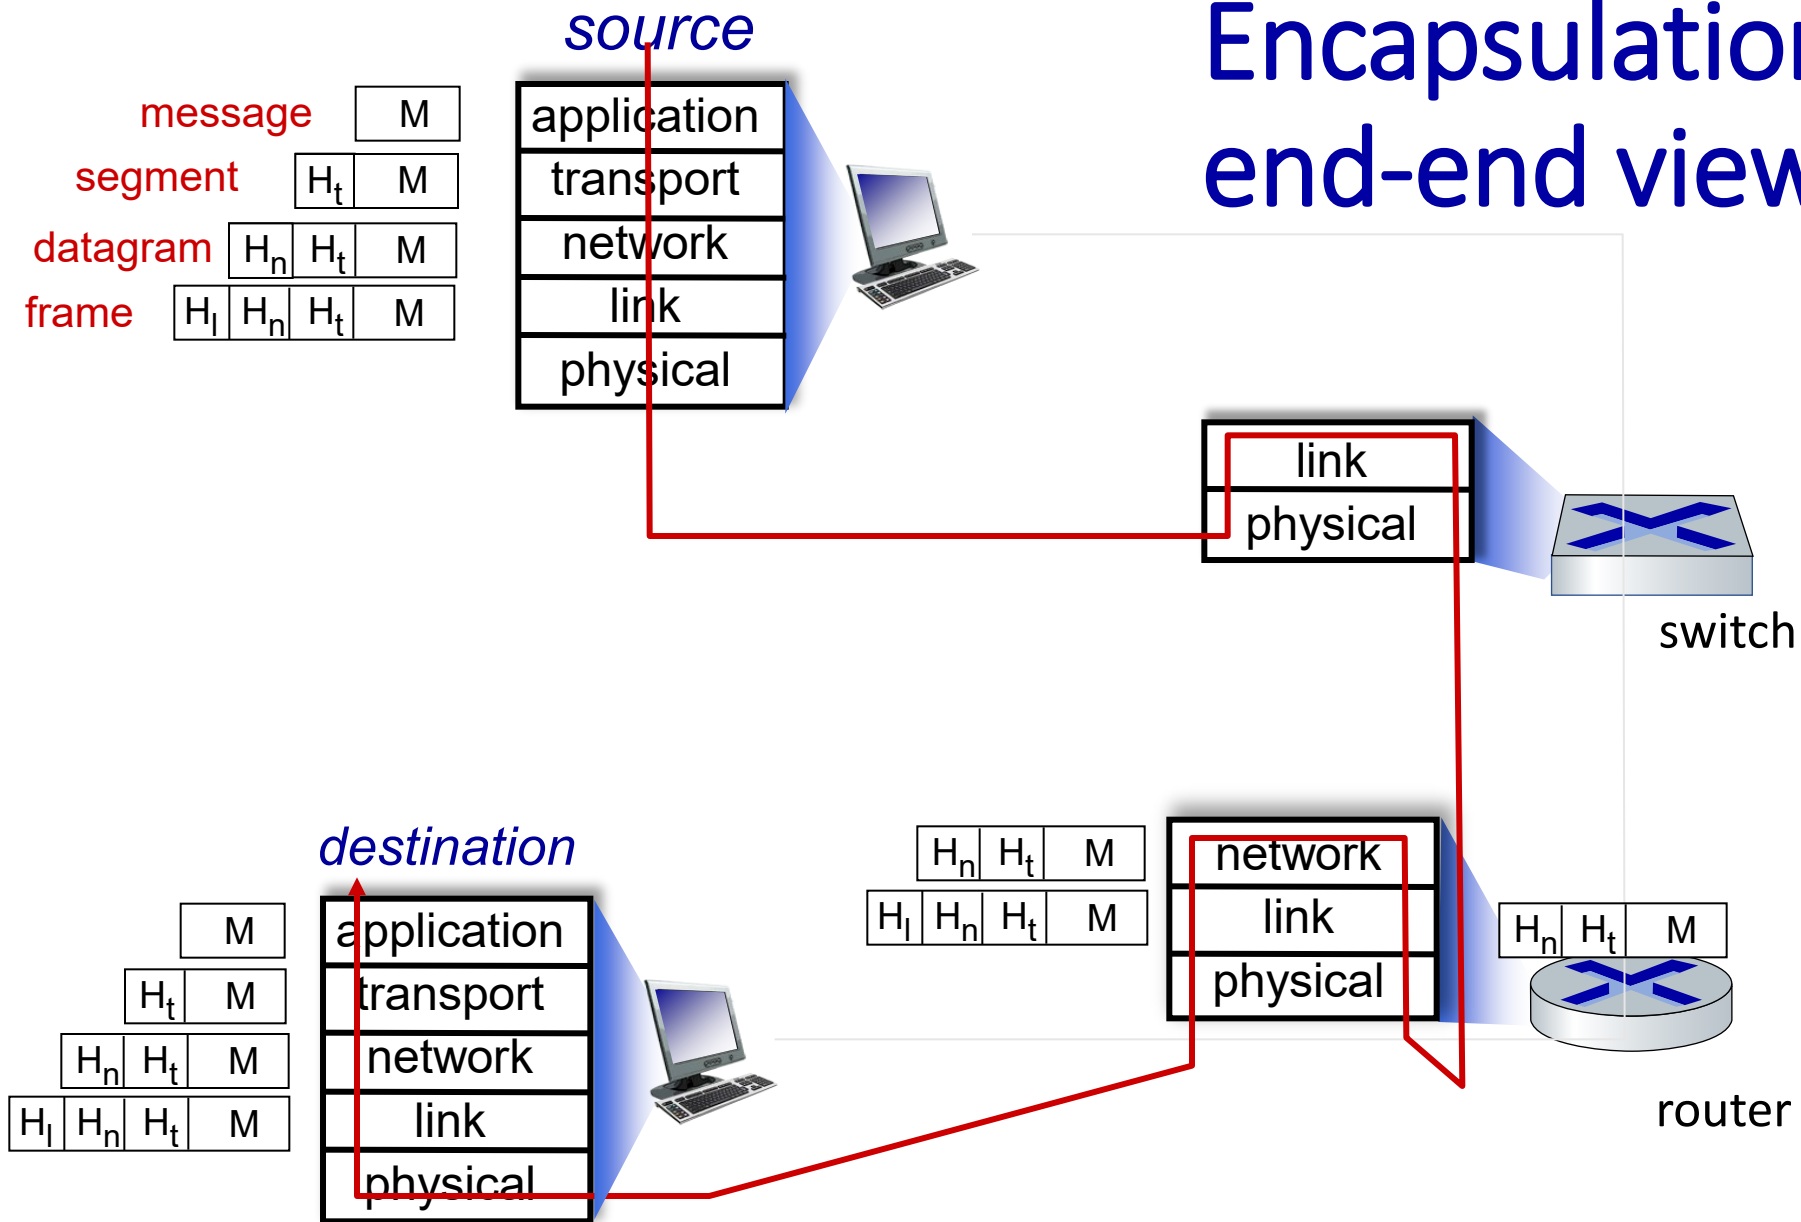 source
Encapsulation
end-end view
message M application
segment Ht M transport
datagram Hn Ht M network
frame Hl Hn Ht M link
physical
link
physical
switch
destination
Hn Ht M network
Hl Hn Ht M link
physical
Hn Ht M
router
M application
Ht M transport
Hn Ht M network
Hl Hn Ht M link
physical